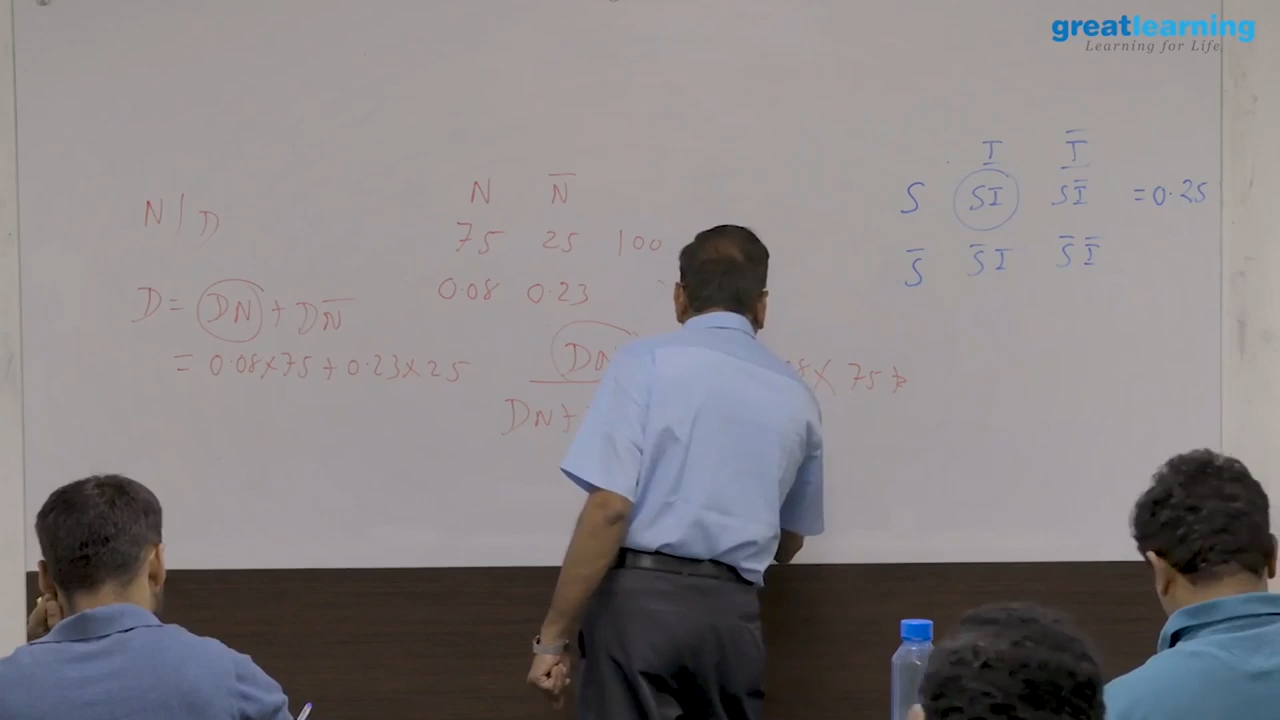 greatlearning
Learning for Life
I Ī
S SI SĪ = 0.25
S̄ S̄I S̄Ī
N N̄
N/D
75 25 100
0.08 0.23
D = DN + DN̄
= 0.08×75 + 0.23×25
DN
DN+
8× 75 +